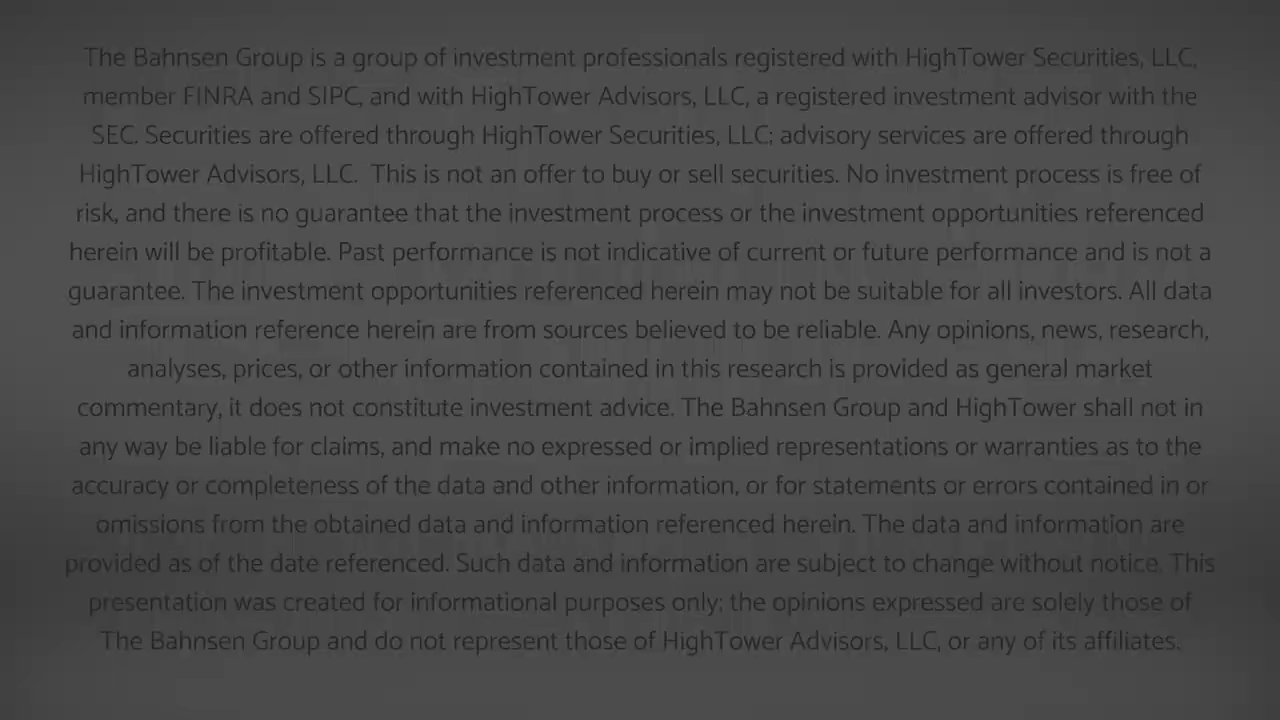 The Bahnsen Group is a group of investment professionals registered with HighTower Securities, LLC,
member FINRA and SIPC, and with HighTower Advisors, LLC, a registered investment advisor with the
SEC. Securities are offered through HighTower Securities, LLC; advisory services are offered through
HighTower Advisors, LLC.  This is not an offer to buy or sell securities. No investment process is free of
risk, and there is no guarantee that the investment process or the investment opportunities referenced
herein will be profitable. Past performance is not indicative of current or future performance and is not a
guarantee. The investment opportunities referenced herein may not be suitable for all investors. All data
and information reference herein are from sources believed to be reliable. Any opinions, news, research,
analyses, prices, or other information contained in this research is provided as general market
commentary, it does not constitute investment advice. The Bahnsen Group and HighTower shall not in
any way be liable for claims, and make no expressed or implied representations or warranties as to the
accuracy or completeness of the data and other information, or for statements or errors contained in or
omissions from the obtained data and information referenced herein. The data and information are
provided as of the date referenced. Such data and information are subject to change without notice. This
presentation was created for informational purposes only; the opinions expressed are solely those of
The Bahnsen Group and do not represent those of HighTower Advisors, LLC, or any of its affiliates.